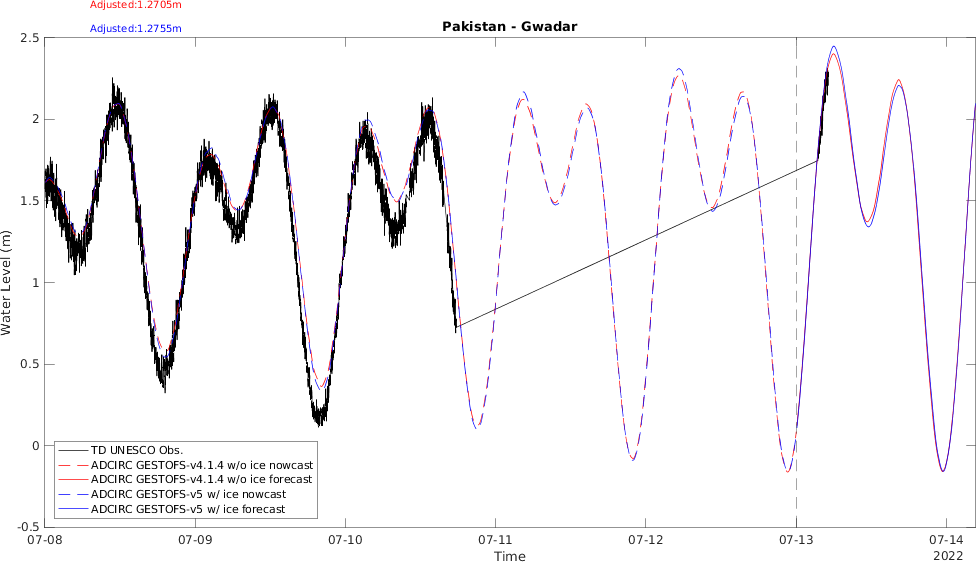 Adjusted:1.2705m
Adjusted:1.2755m
Pakistan - Gwadar
2.5
2
1.5
1
0.5
0
-0.5
Water Level (m)
TD UNESCO Obs.
ADCIRC GESTOFS-v4.1.4 w/o ice nowcast
ADCIRC GESTOFS-v4.1.4 w/o ice forecast
ADCIRC GESTOFS-v5 w/ ice nowcast
ADCIRC GESTOFS-v5 w/ ice forecast
07-08 07-09 07-10 07-11 07-12 07-13 07-14
Time
2022